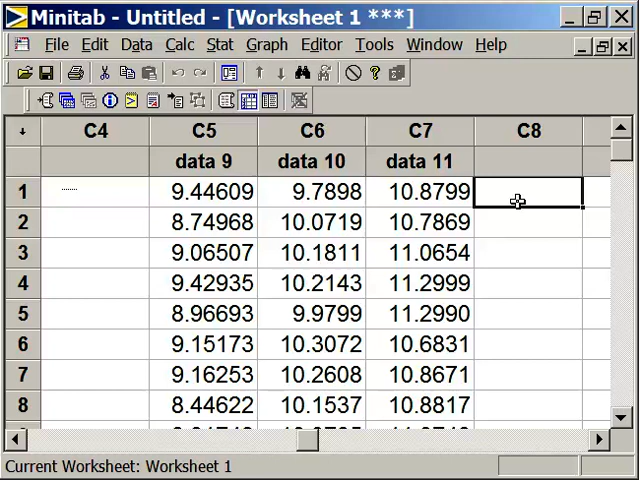 Minitab - Untitled - [Worksheet 1 ***]
File Edit Data Calc Stat Graph Editor Tools Window Help
C4 C5 C6 C7 C8
data 9 data 10 data 11
1 9.44609 9.7898 10.8799
2 8.74968 10.0719 10.7869
3 9.06507 10.1811 11.0654
4 9.42935 10.2143 11.2999
5 8.96693 9.9799 11.2990
6 9.15173 10.3072 10.6831
7 9.16253 10.2608 10.8671
8 8.44622 10.1537 10.8817
Current Worksheet: Worksheet 1